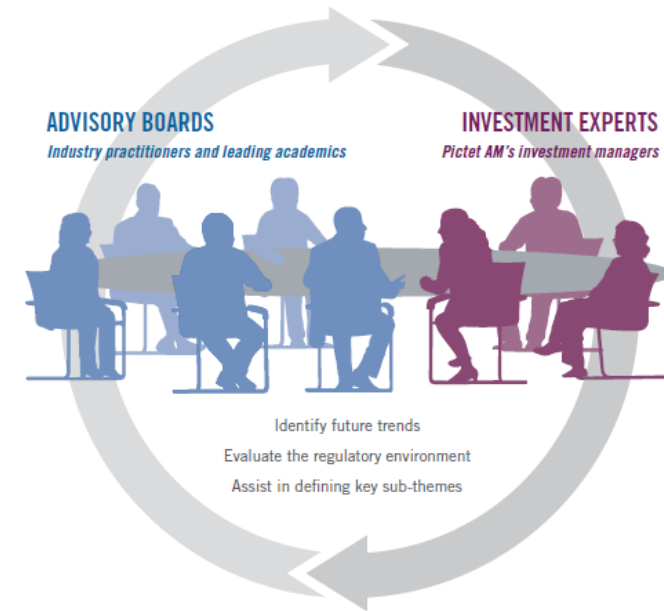 ADVISORY BOARDS
Industry practitioners and leading academics
INVESTMENT EXPERTS
Pictet AM's investment managers
Identify future trends
Evaluate the regulatory environment
Assist in defining key sub-themes